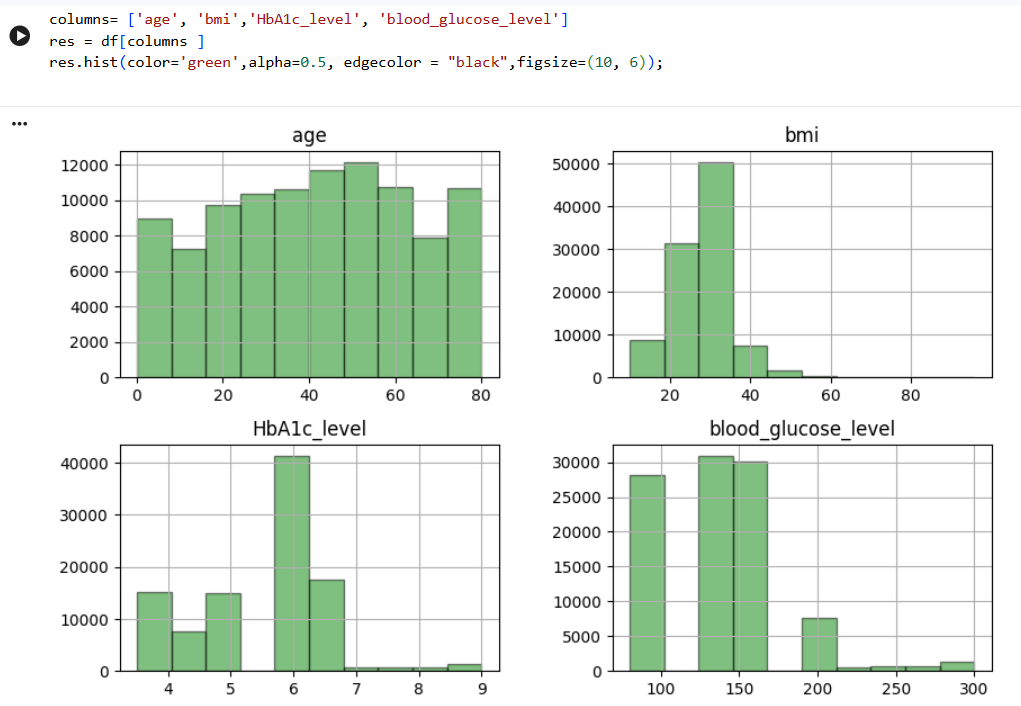 columns= ['age', 'bmi','HbA1c_level', 'blood_glucose_level']
res = df[columns ]
res.hist(color='green',alpha=0.5, edgecolor = "black",figsize=(10, 6));
age
12000
10000
8000
6000
4000
2000
0
0 20 40 60 80
bmi
50000
40000
30000
20000
10000
0
20 40 60 80
HbA1c_level
40000
30000
20000
10000
0
4 5 6 7 8 9
blood_glucose_level
30000
25000
20000
15000
10000
5000
0
100 150 200 250 300